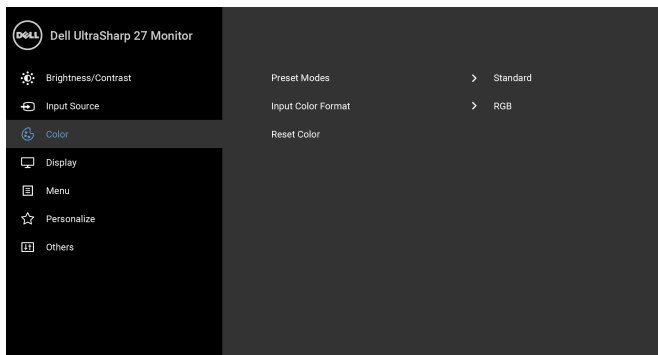 DELL Dell UltraSharp 27 Monitor
Brightness/Contrast
Input Source
Color
Display
Menu
Personalize
Others
Preset Modes > Standard
Input Color Format > RGB
Reset Color